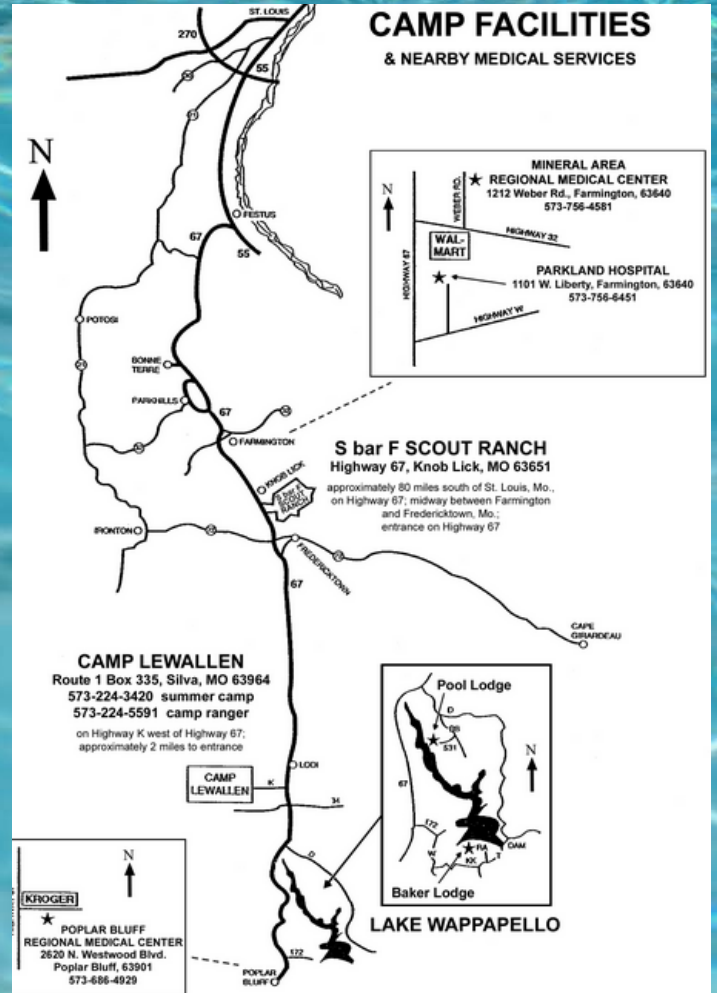 CAMP FACILITIES
& NEARBY MEDICAL SERVICES
ST. LOUIS
270
55
N
FESTUS
67
55
POTOSI
BONNE
TERRE
PARKHILLS
67
32
FARMINGTON
KNOB LICK
S bar F
SCOUT
RANCH
IRONTON
FREDERICKTOWN
67
CAPE
GIRARDEAU
N
MINERAL AREA
REGIONAL MEDICAL CENTER
1212 Weber Rd., Farmington, 63640
573-756-4581
WEBER RD.
HIGHWAY 32
WAL-
MART
HIGHWAY 67
PARKLAND HOSPITAL
1101 W. Liberty, Farmington, 63640
573-756-6451
HIGHWAY W
S bar F SCOUT RANCH
Highway 67, Knob Lick, MO 63651
approximately 80 miles south of St. Louis, Mo.,
on Highway 67; midway between Farmington
and Fredericktown, Mo.;
entrance on Highway 67
CAMP LEWALLEN
Route 1 Box 335, Silva, MO 63964
573-224-3420 summer camp
573-224-5591 camp ranger
on Highway K west of Highway 67;
approximately 2 miles to entrance
LODI
CAMP
LEWALLEN
K
34
D
172
POPLAR
BLUFF
Pool Lodge
D
531
N
67
172
W
RA
KK
T
DAM
Baker Lodge
LAKE WAPPAPELLO
N
KROGER
POPLAR BLUFF
REGIONAL MEDICAL CENTER
2620 N. Westwood Blvd.
Poplar Bluff, 63901
573-686-4929